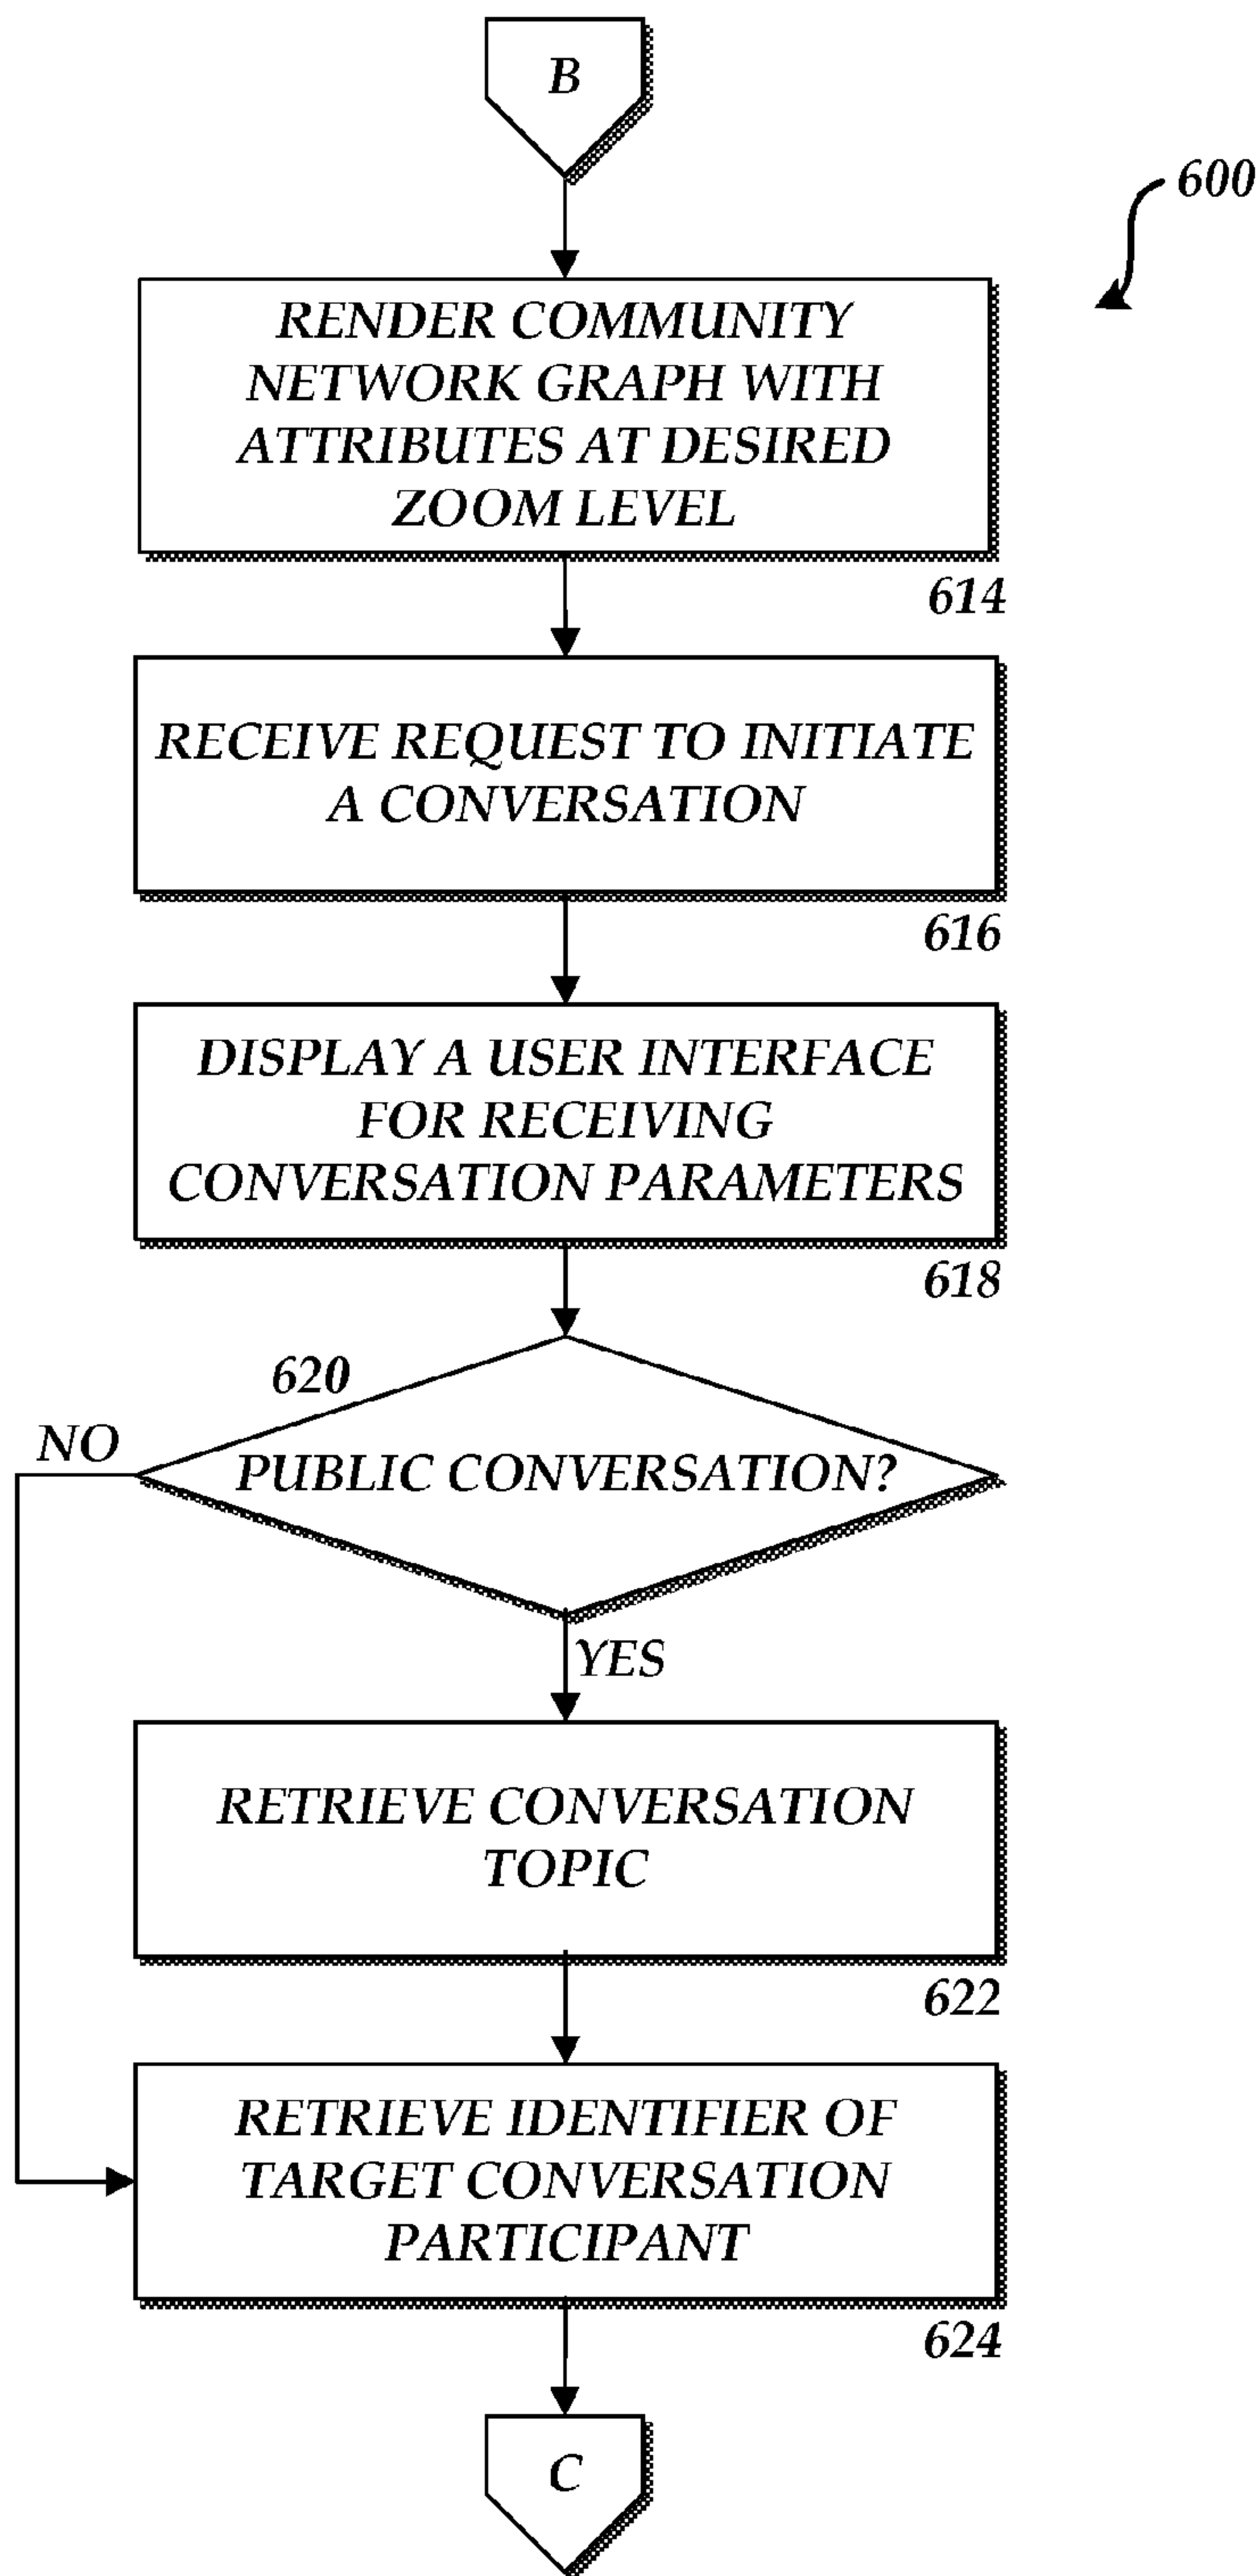 B
600
RENDER COMMUNITY
NETWORK GRAPH WITH
ATTRIBUTES AT DESIRED
ZOOM LEVEL
614
RECEIVE REQUEST TO INITIATE
A CONVERSATION
616
DISPLAY A USER INTERFACE
FOR RECEIVING
CONVERSATION PARAMETERS
618
620
NO
PUBLIC CONVERSATION?
YES
RETRIEVE CONVERSATION
TOPIC
622
RETRIEVE IDENTIFIER OF
TARGET CONVERSATION
PARTICIPANT
624
C